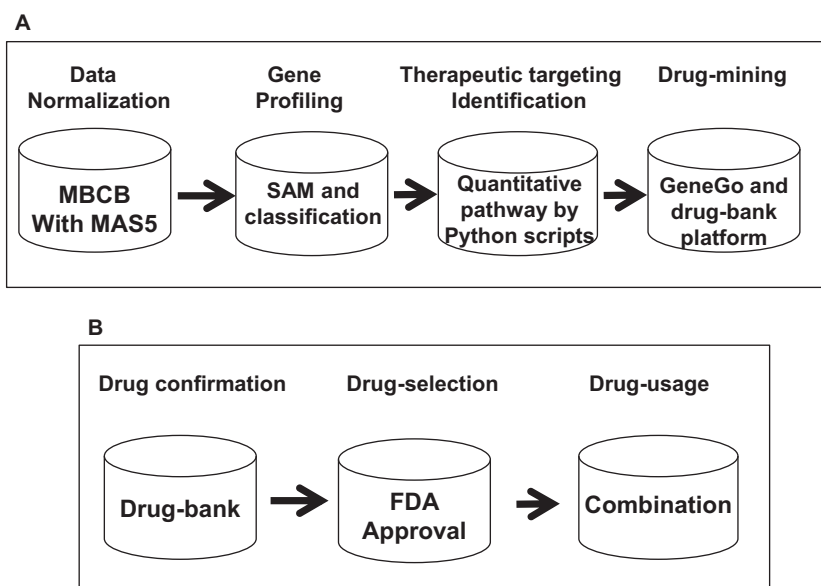 A
Data
Normalization
Gene
Profiling
Therapeutic targeting
Identification
Drug-mining
MBCB
With MAS5
SAM and
classification
Quantitative
pathway by
Python scripts
GeneGo and
drug-bank
platform
B
Drug confirmation
Drug-selection
Drug-usage
Drug-bank
FDA
Approval
Combination